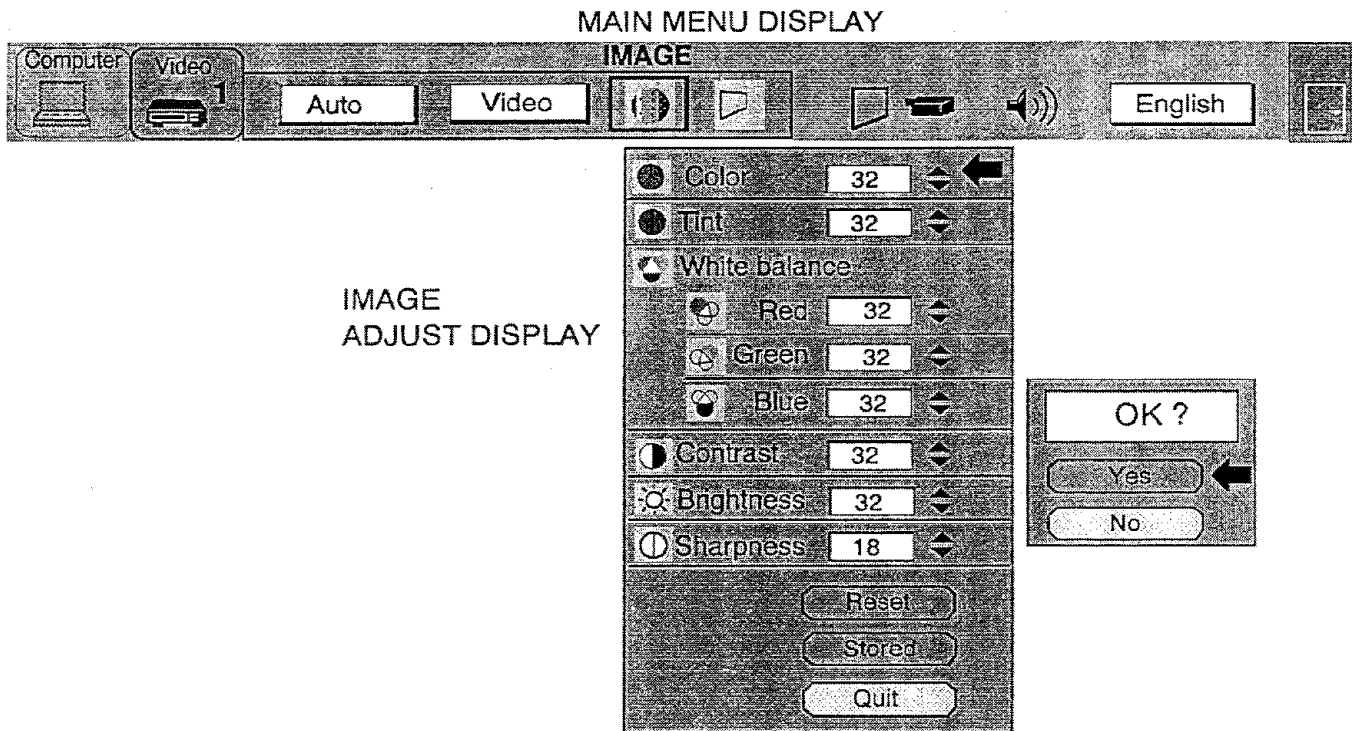 MAIN MENU DISPLAY
IMAGE
Computer
Video
1
Auto
Video
English
Color 32
Tint 32
White balance
IMAGE
ADJUST DISPLAY
Red 32
Green 32
Blue 32
Contrast 32
Brightness 32
Sharpness 18
OK ?
Yes
No
Reset
Stored
Quit